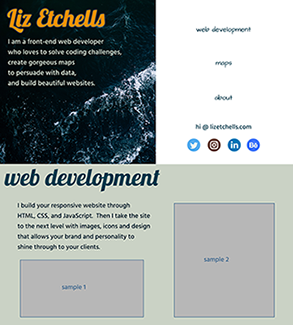 Liz Etchells
I am a front-end web developer
who loves to solve coding challenges,
create gorgeous maps
to persuade with data,
and build beautiful websites.
web development
maps
about
hi @ lizetchells.com
in
Bē
web development
I build your responsive website through
HTML, CSS, and JavaScript. Then I take the site
to the next level with images, icons and design
that allows your brand and personality to
shine through to your clients.
sample 1
sample 2